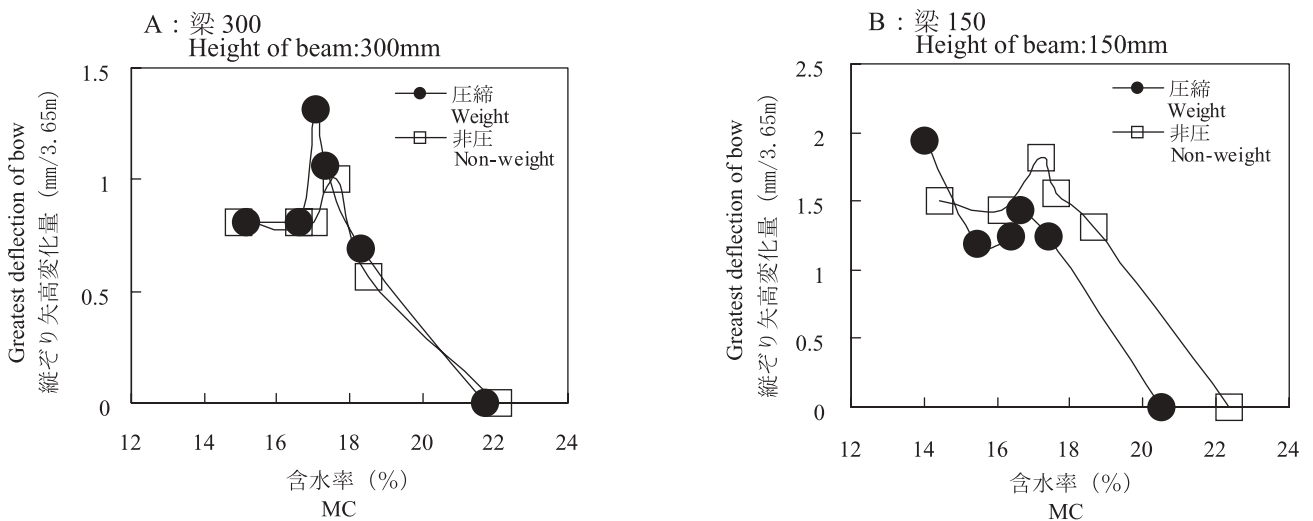 A：梁 300
Height of beam:300mm
1.5
1
0.5
0
12
14
16
18
20
22
24
圧締
Weight
非圧
Non-weight
Greatest deflection of bow
縦ぞり矢高変化量（mm/3.65m）
含水率（%）
MC
B：梁 150
Height of beam:150mm
2.5
2
1.5
1
0.5
0
12
14
16
18
20
22
24
圧締
Weight
非圧
Non-weight
Greatest deflection of bow
縦ぞり矢高変化量（mm/3.65m）
含水率（%）
MC